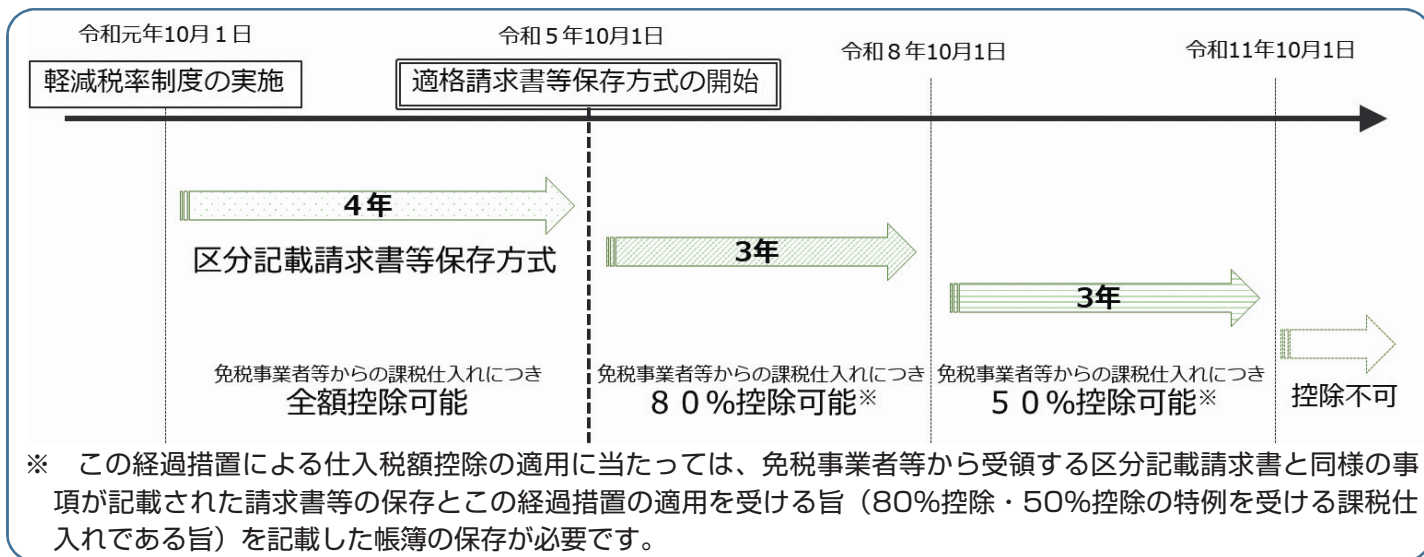 令和元年10月１日
令和５年10月1日
令和８年10月1日
令和11年10月1日
軽減税率制度の実施
適格請求書等保存方式の開始
４年
区分記載請求書等保存方式
3年
3年
免税事業者等からの課税仕入れにつき
全額控除可能
免税事業者等からの課税仕入れにつき
８０%控除可能※
免税事業者等からの課税仕入れにつき
５０%控除可能※
控除不可
※　この経過措置による仕入税額控除の適用に当たっては、免税事業者等から受領する区分記載請求書と同様の事
項が記載された請求書等の保存とこの経過措置の適用を受ける旨（80％控除・50％控除の特例を受ける課税仕
入れである旨）を記載した帳簿の保存が必要です。